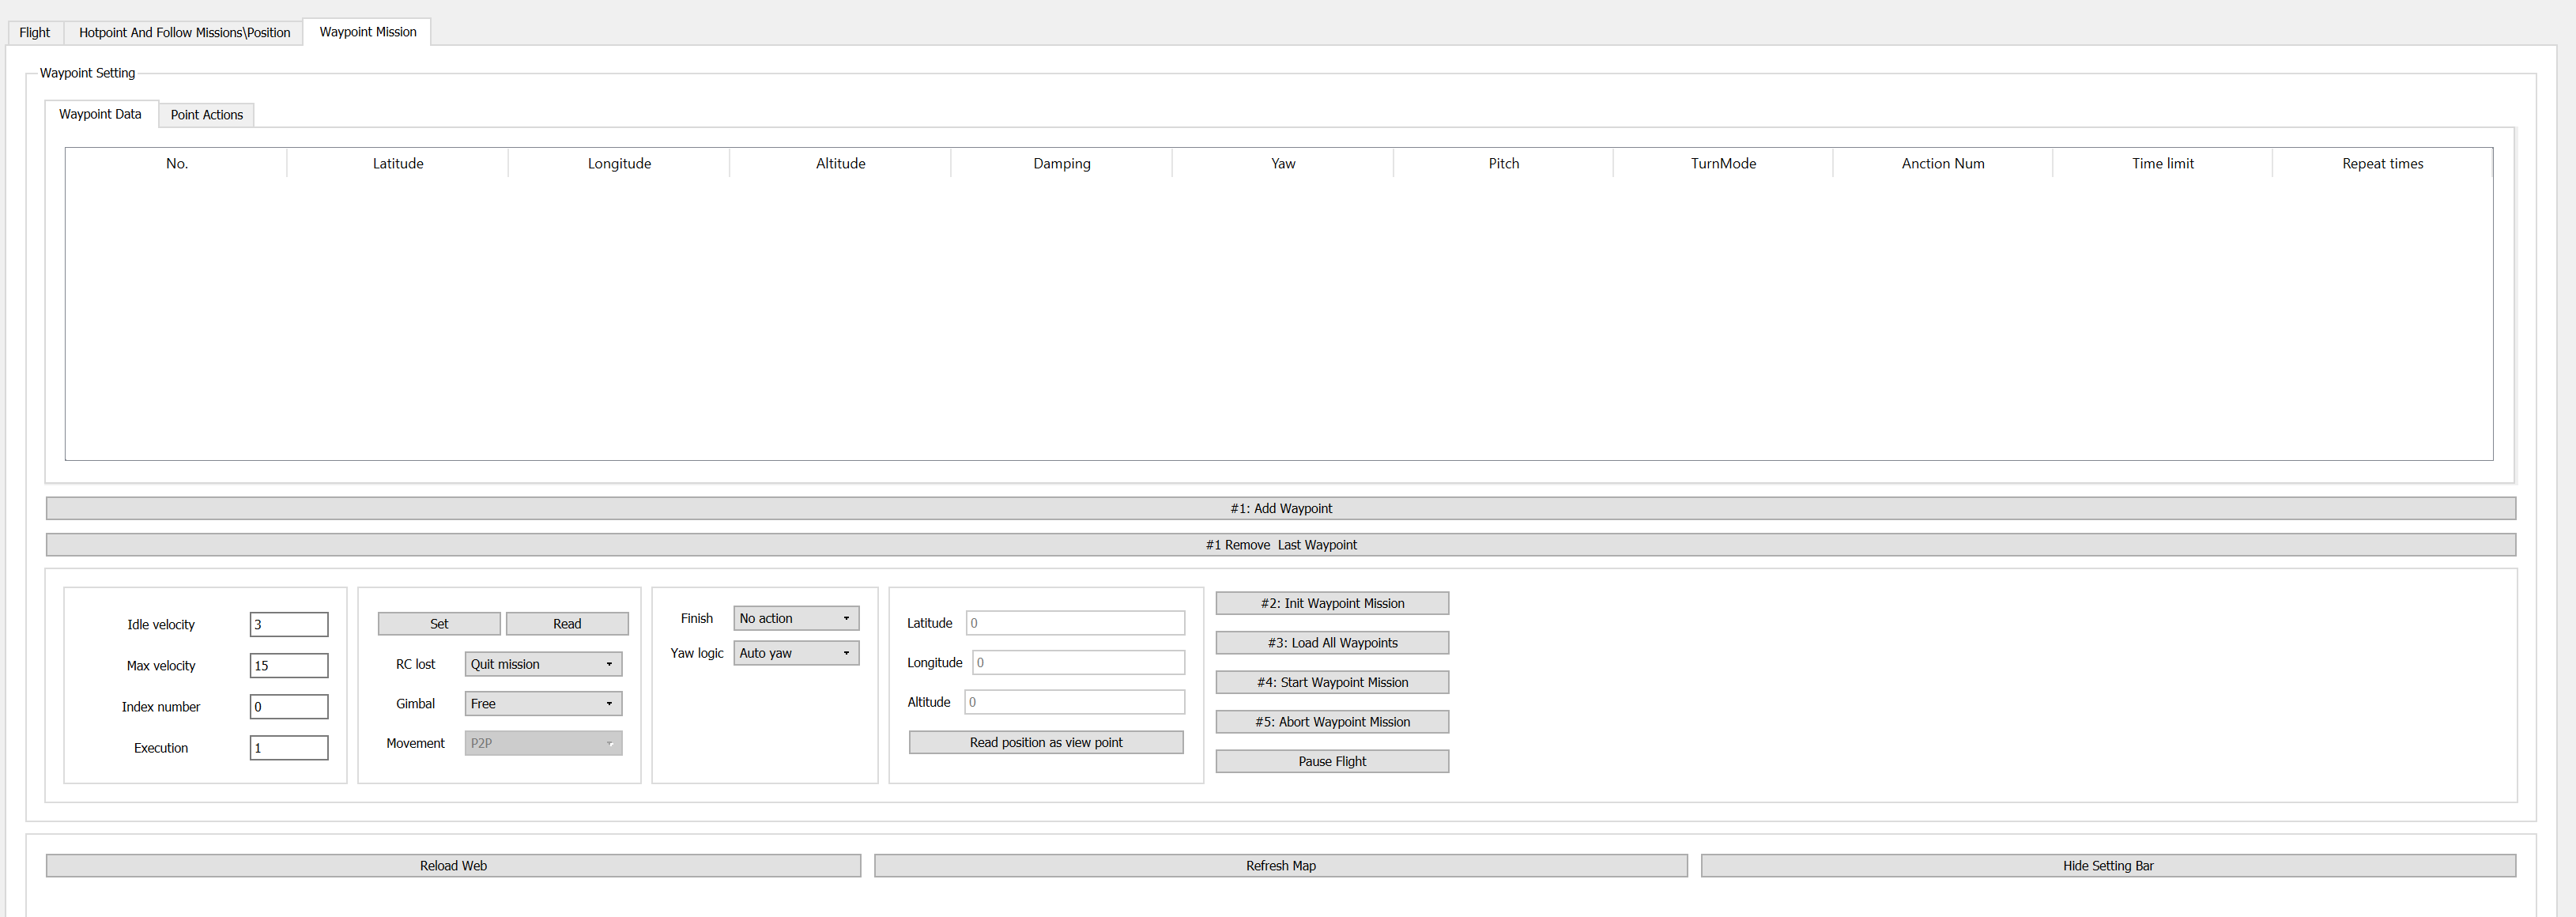 Flight Hotpoint And Follow Missions\Position Waypoint Mission
Waypoint Setting
Waypoint Data Point Actions
No. Latitude Longitude Altitude Damping Yaw Pitch TurnMode Anction Num Time limit Repeat times
#1: Add Waypoint
#1 Remove  Last Waypoint
Idle velocity 3
Max velocity 15
Index number 0
Execution 1
Set Read
RC lost Quit mission
Gimbal Free
Movement P2P
Finish No action
Yaw logic Auto yaw
Latitude 0
Longitude 0
Altitude 0
Read position as view point
#2: Init Waypoint Mission
#3: Load All Waypoints
#4: Start Waypoint Mission
#5: Abort Waypoint Mission
Pause Flight
Reload Web Refresh Map Hide Setting Bar